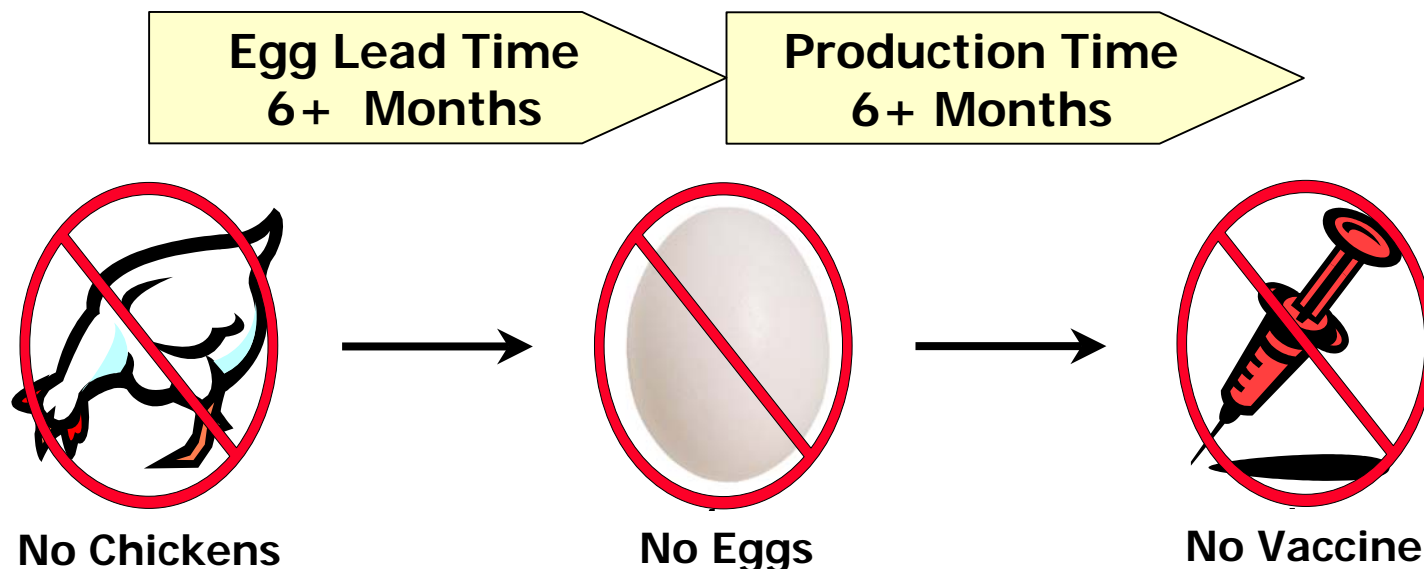 Egg Lead Time
6+ Months
Production Time
6+ Months
No Chickens
No Eggs
No Vaccine